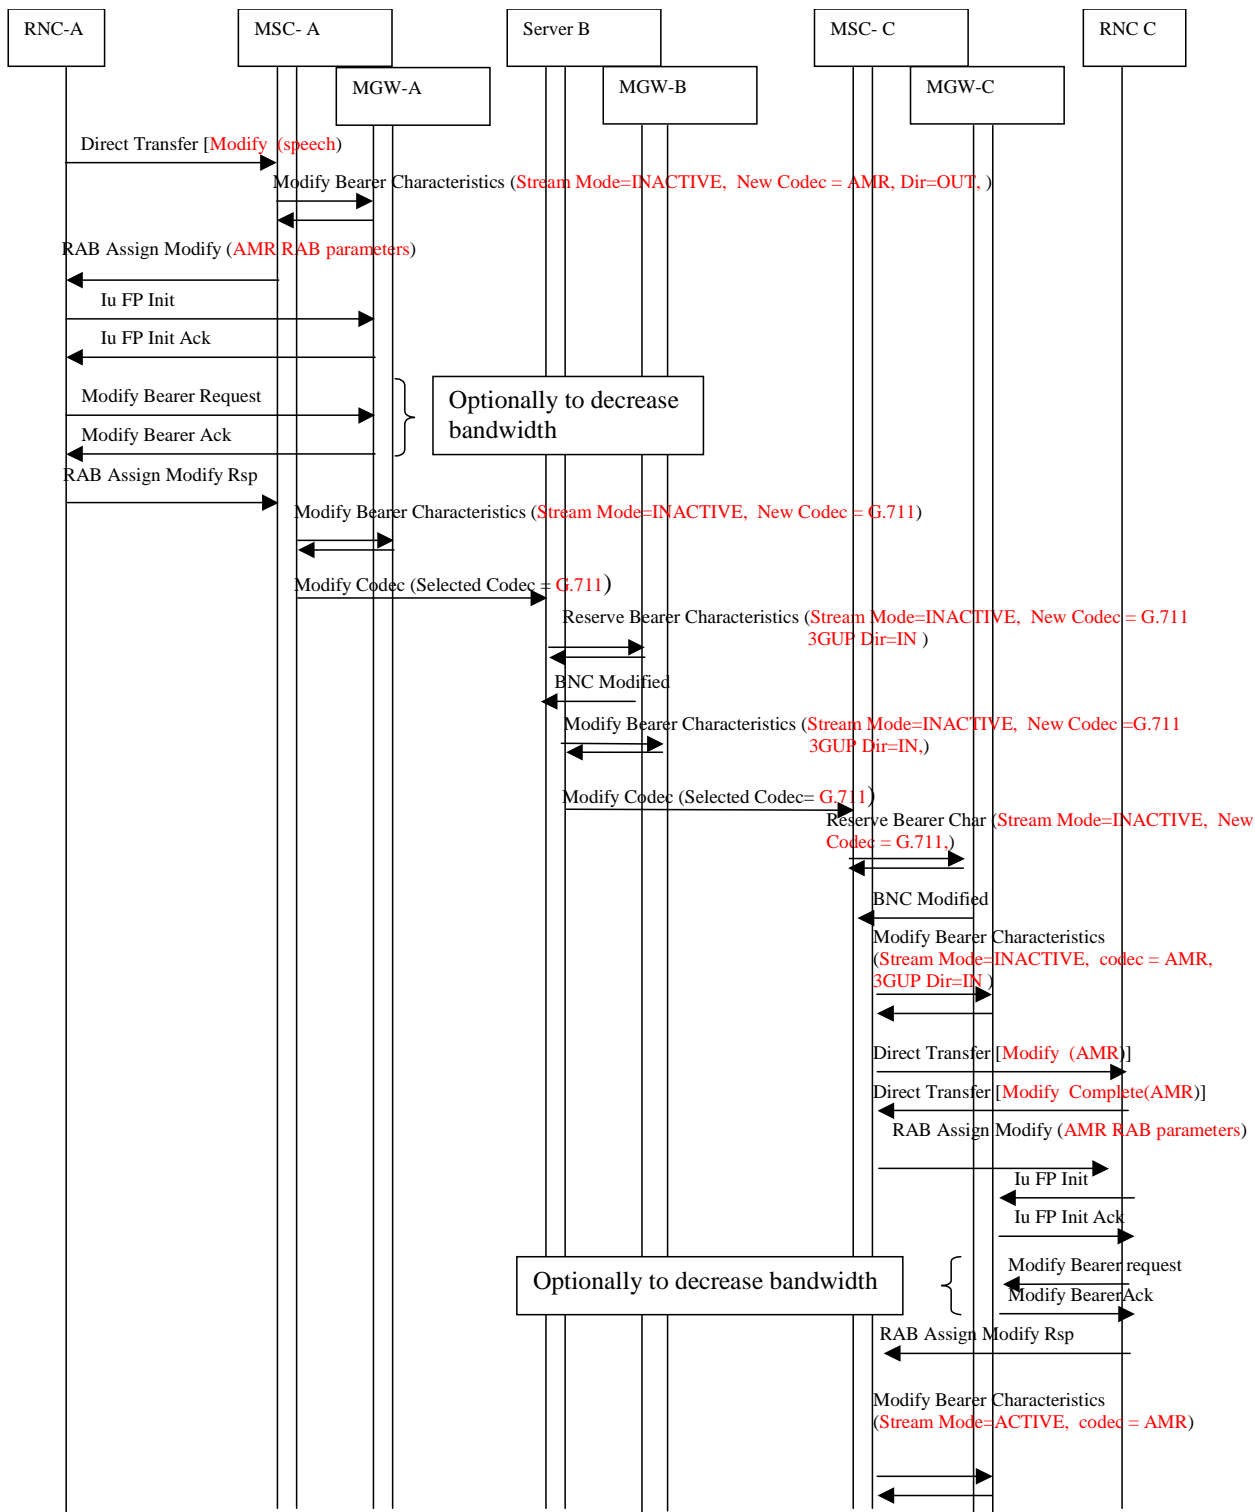 RNC-A
MSC- A
Server B
MSC- C
RNC C
MGW-A
MGW-B
MGW-C
Direct Transfer [Modify (speech)
Modify Bearer Characteristics (Stream Mode=INACTIVE, New Codec = AMR, Dir=OUT, )
RAB Assign Modify (AMR RAB parameters)
Iu FP Init
Iu FP Init Ack
Modify Bearer Request
Optionally to decrease
bandwidth
Modify Bearer Ack
RAB Assign Modify Rsp
Modify Bearer Characteristics (Stream Mode=INACTIVE, New Codec = G.711)
Modify Codec (Selected Codec = G.711)
Reserve Bearer Characteristics (Stream Mode=INACTIVE, New Codec = G.711
3GUP Dir=IN )
BNC Modified
Modify Bearer Characteristics (Stream Mode=INACTIVE, New Codec =G.711
3GUP Dir=IN,)
Modify Codec (Selected Codec= G.711)
Reserve Bearer Char (Stream Mode=INACTIVE, New
Codec = G.711,)
BNC Modified
Modify Bearer Characteristics
(Stream Mode=INACTIVE, codec = AMR,
3GUP Dir=IN )
Direct Transfer [Modify (AMR)]
Direct Transfer [Modify Complete(AMR)]
RAB Assign Modify (AMR RAB parameters)
Iu FP Init
Iu FP Init Ack
Optionally to decrease bandwidth
Modify Bearer request
Modify BearerAck
RAB Assign Modify Rsp
Modify Bearer Characteristics
(Stream Mode=ACTIVE, codec = AMR)